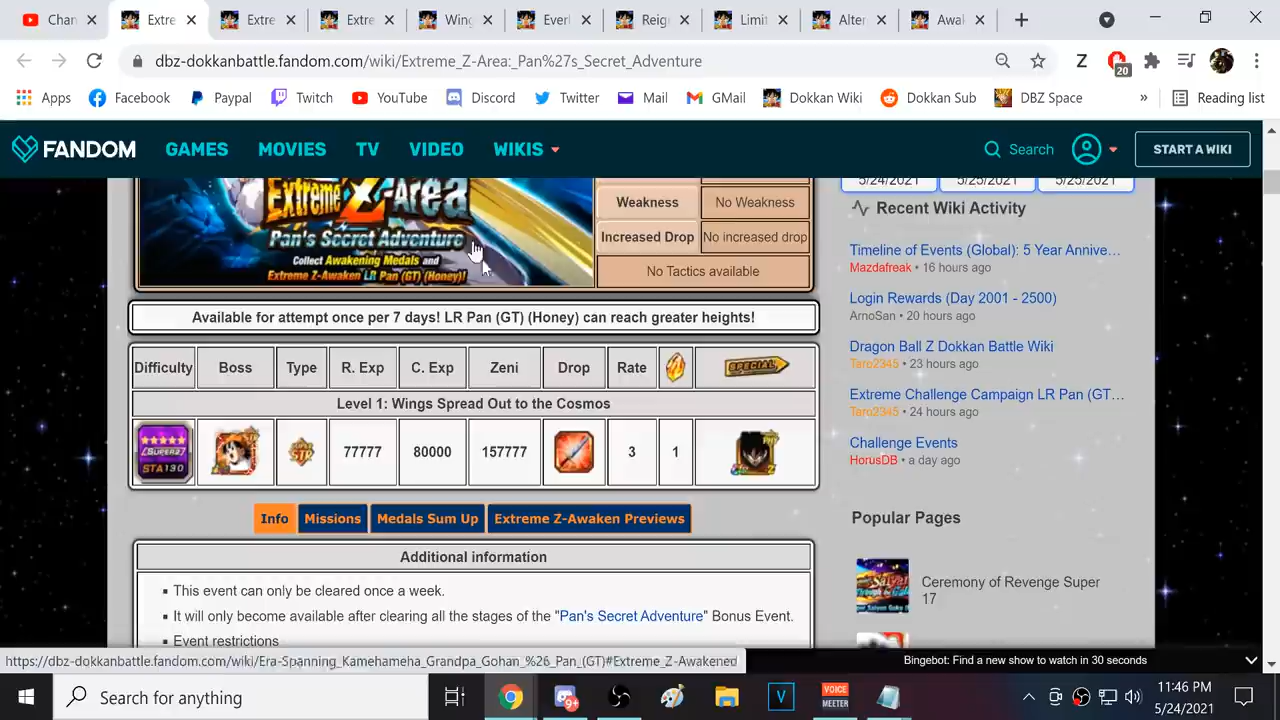 Chan
Extre
Extre
Extre
Wing
Everl
Reig
Limit
Alter
Awak
dbz-dokkanbattle.fandom.com/wiki/Extreme_Z-Area:_Pan%27s_Secret_Adventure
Z
20
Apps
Facebook
Paypal
Twitch
YouTube
Discord
Twitter
Mail
GMail
Dokkan Wiki
Dokkan Sub
DBZ Space
»
Reading list
FANDOM
GAMES
MOVIES
TV
VIDEO
WIKIS
Search
START A WIKI
Extreme Z-Area
Pan's Secret Adventure
Collect Awakening Medals and
Extreme Z-Awaken LR Pan (GT) (Honey)!
Weakness No Weakness
Increased Drop No increased drop
No Tactics available
5/24/2021 5/25/2021 5/25/2021
Available for attempt once per 7 days! LR Pan (GT) (Honey) can reach greater heights!
Difficulty Boss Type R. Exp C. Exp Zeni Drop Rate SPECIAL
Level 1: Wings Spread Out to the Cosmos
SUPER2 STA130 STR 77777 80000 157777 3 1
Info Missions Medals Sum Up Extreme Z-Awaken Previews
Additional information
▪ This event can only be cleared once a week.
▪ It will only become available after clearing all the stages of the "Pan's Secret Adventure" Bonus Event.
▪ Event restrictions
Recent Wiki Activity
Timeline of Events (Global): 5 Year Annive...
Mazdafreak • 16 hours ago
Login Rewards (Day 2001 - 2500)
ArnoSan • 20 hours ago
Dragon Ball Z Dokkan Battle Wiki
Taro2345 • 23 hours ago
Extreme Challenge Campaign LR Pan (GT...
Taro2345 • 24 hours ago
Challenge Events
HorusDB • a day ago
Popular Pages
Ceremony of Revenge Super
17
https://dbz-dokkanbattle.fandom.com/wiki/Era-Spanning_Kamehameha_Grandpa_Gohan_%26_Pan_(GT)#Extreme_Z-Awakened
Bingebot: Find a new show to watch in 30 seconds
Search for anything
9+
V
VOICE
MEETER
11:46 PM
5/24/2021